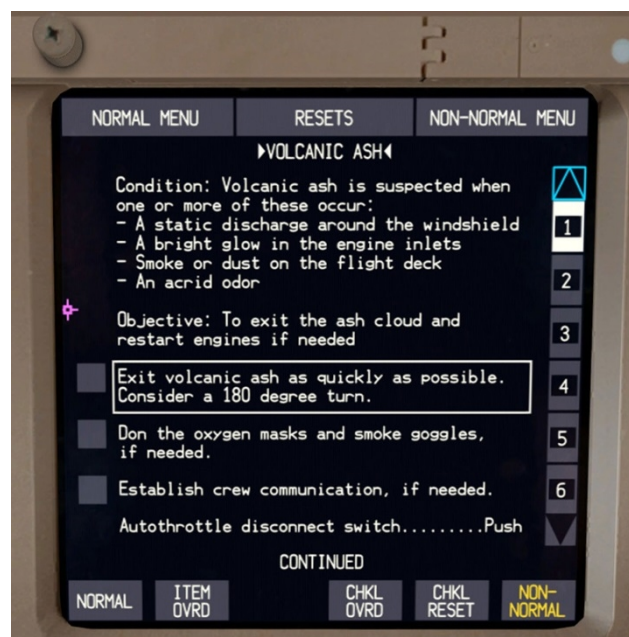 NORMAL MENU
RESETS
NON-NORMAL MENU
▶VOLCANIC ASH◀
Condition: Volcanic ash is suspected when
one or more of these occur:
- A static discharge around the windshield
- A bright glow in the engine inlets
- Smoke or dust on the flight deck
- An acrid odor
Objective: To exit the ash cloud and
restart engines if needed
Exit volcanic ash as quickly as possible.
Consider a 180 degree turn.
Don the oxygen masks and smoke goggles,
if needed.
Establish crew communication, if needed.
Autothrottle disconnect switch.........Push
CONTINUED
1
2
3
4
5
6
NORMAL
ITEM
OVRD
CHKL
OVRD
CHKL
RESET
NON-
NORMAL